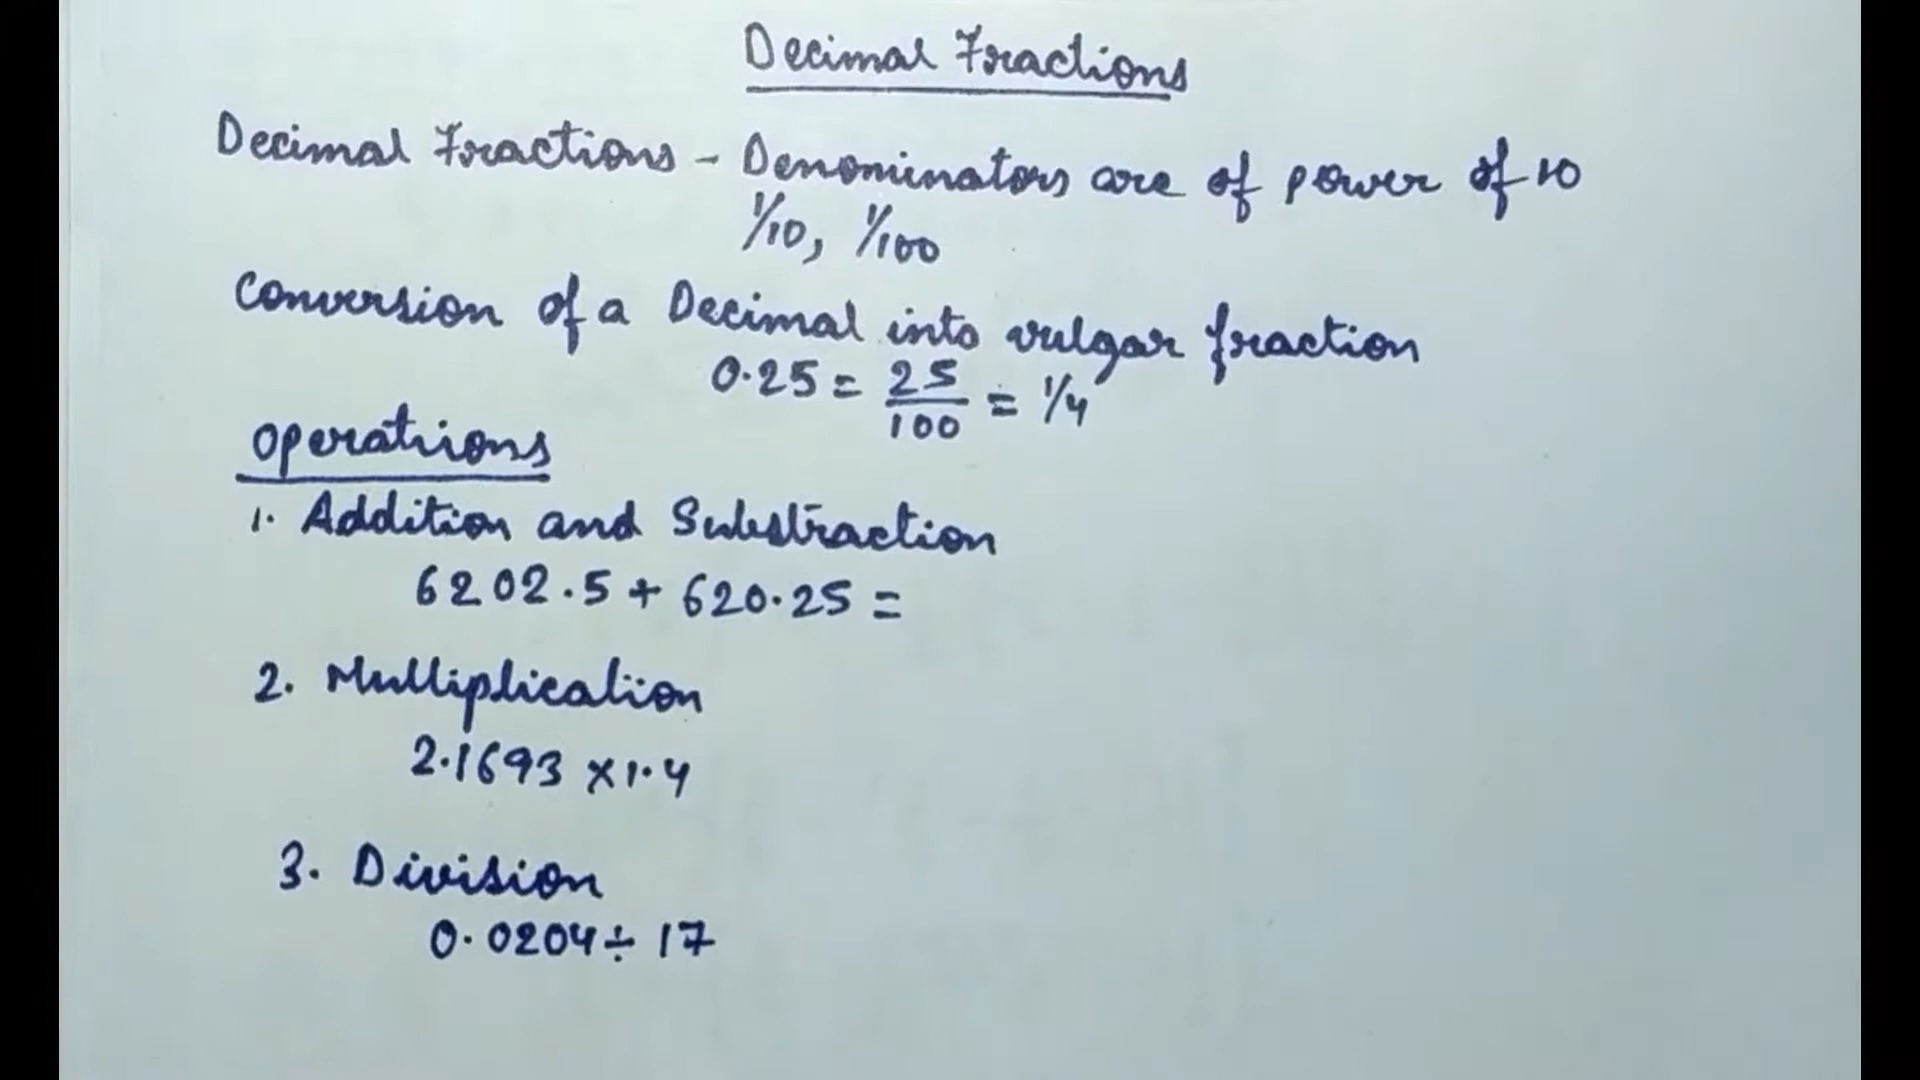 Decimal Fractions
Decimal Fractions - Denominators are of power of 10
1/10, 1/100
Conversion of a Decimal into vulgar fraction
0.25 = 25/100 = 1/4
Operations
1. Addition and Substraction
6202.5 + 620.25 =
2. Multiplication
2.1693 x 1.4
3. Division
0.0204 ÷ 17